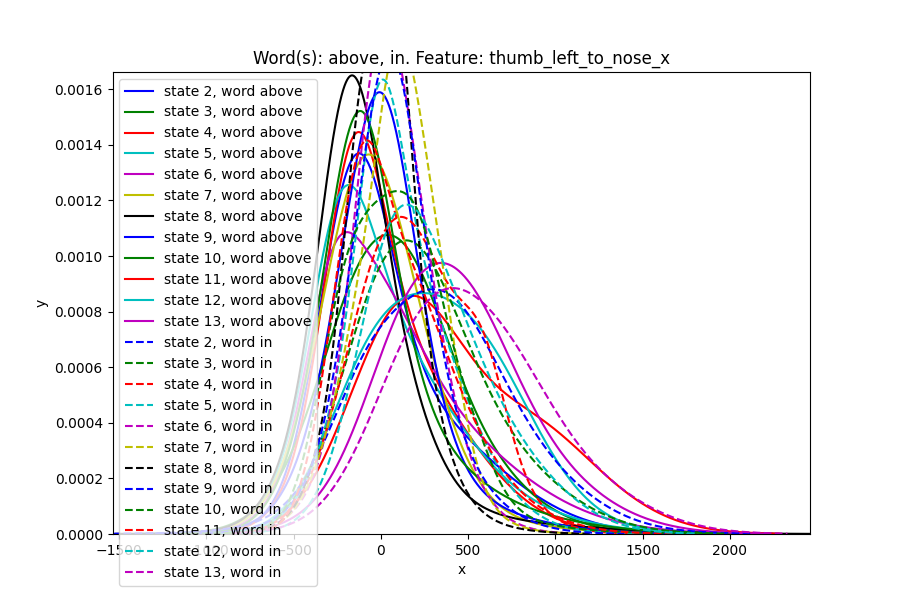 Word(s): above, in. Feature: thumb_left_to_nose_x
0.0016
0.0014
0.0012
0.0010
0.0008
0.0006
0.0004
0.0002
0.0000
y
state 2, word above
state 3, word above
state 4, word above
state 5, word above
state 6, word above
state 7, word above
state 8, word above
state 9, word above
state 10, word above
state 11, word above
state 12, word above
state 13, word above
state 2, word in
state 3, word in
state 4, word in
state 5, word in
state 6, word in
state 7, word in
state 8, word in
state 9, word in
state 10, word in
state 11, word in
state 12, word in
state 13, word in
−1500 −1000 −500 0 500 1000 1500 2000
x